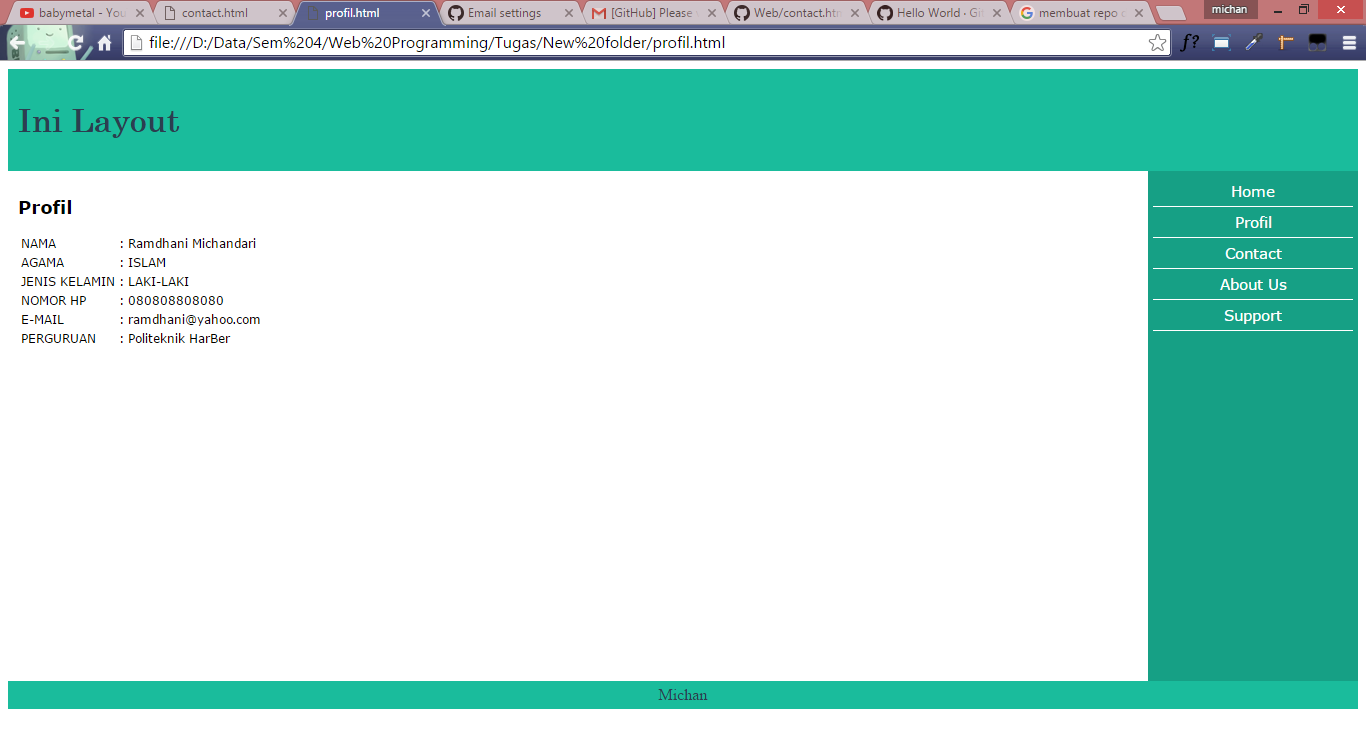 babymetal - You
contact.html
profil.html
Email settings
[GitHub] Please
Web/contact.htm
Hello World · Git
membuat repo
michan
file:///D:/Data/Sem%204/Web%20Programming/Tugas/New%20folder/profil.html
f?
Ini Layout
Profil
NAMA : Ramdhani Michandari
AGAMA : ISLAM
JENIS KELAMIN : LAKI-LAKI
NOMOR HP : 080808808080
E-MAIL : ramdhani@yahoo.com
PERGURUAN : Politeknik HarBer
Home
Profil
Contact
About Us
Support
Michan